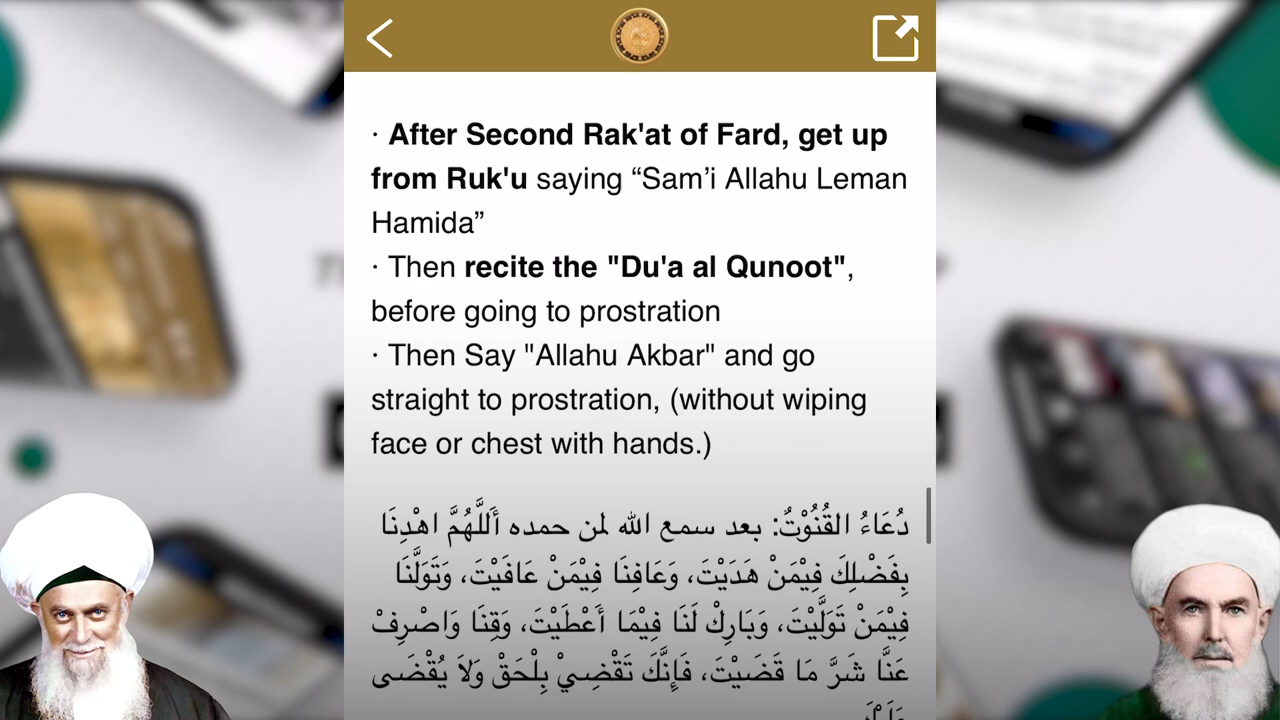 · After Second Rak'at of Fard, get up
from Ruk'u saying “Sam’i Allahu Leman
Hamida”
· Then recite the "Du'a al Qunoot",
before going to prostration
· Then Say "Allahu Akbar" and go
straight to prostration, (without wiping
face or chest with hands.)
دُعَاءُ القُنُوْتٌ: بعد سمع الله لمن حمده أَللَّهُمَّ اهْدِنَا
بِفَضْلِكَ فِيْمَنْ هَدَيْتَ، وَعَافِنَا فِيْمَنْ عَافَيْتَ، وَتَوَلَّنَا
فِيْمَنْ تَوَلَّيْتَ، وَبَارِكْ لَنَا فِيْمَا أَعْطَيْتَ، وَقِنَا وَاصْرِفْ
عَنَّا شَرَّ مَا قَضَيْتَ، فَإِنَّكَ تَقْضِيْ بِلْحَقْ وَلاَ يُقْضَى